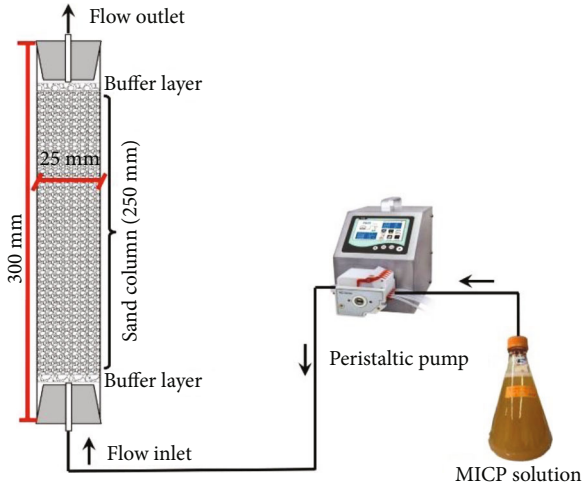 Flow outlet
Buffer layer
25 mm
300 mm
Sand column (250 mm)
Buffer layer
Peristaltic pump
Flow inlet
MICP solution